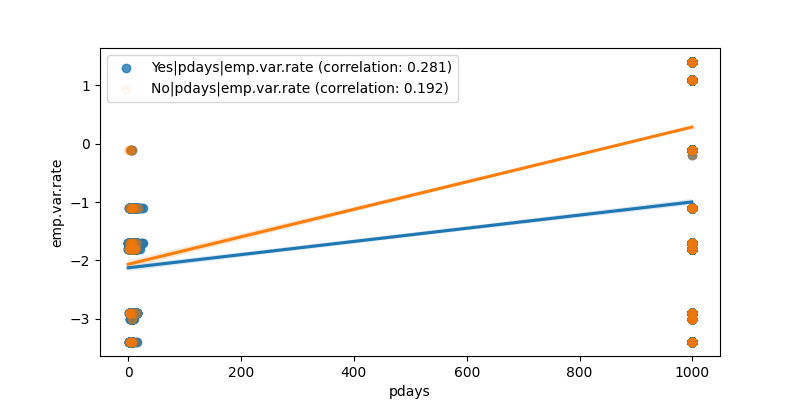 Yes|pdays|emp.var.rate (correlation: 0.281)
No|pdays|emp.var.rate (correlation: 0.192)
1
0
−1
−2
−3
emp.var.rate
0 200 400 600 800 1000
pdays